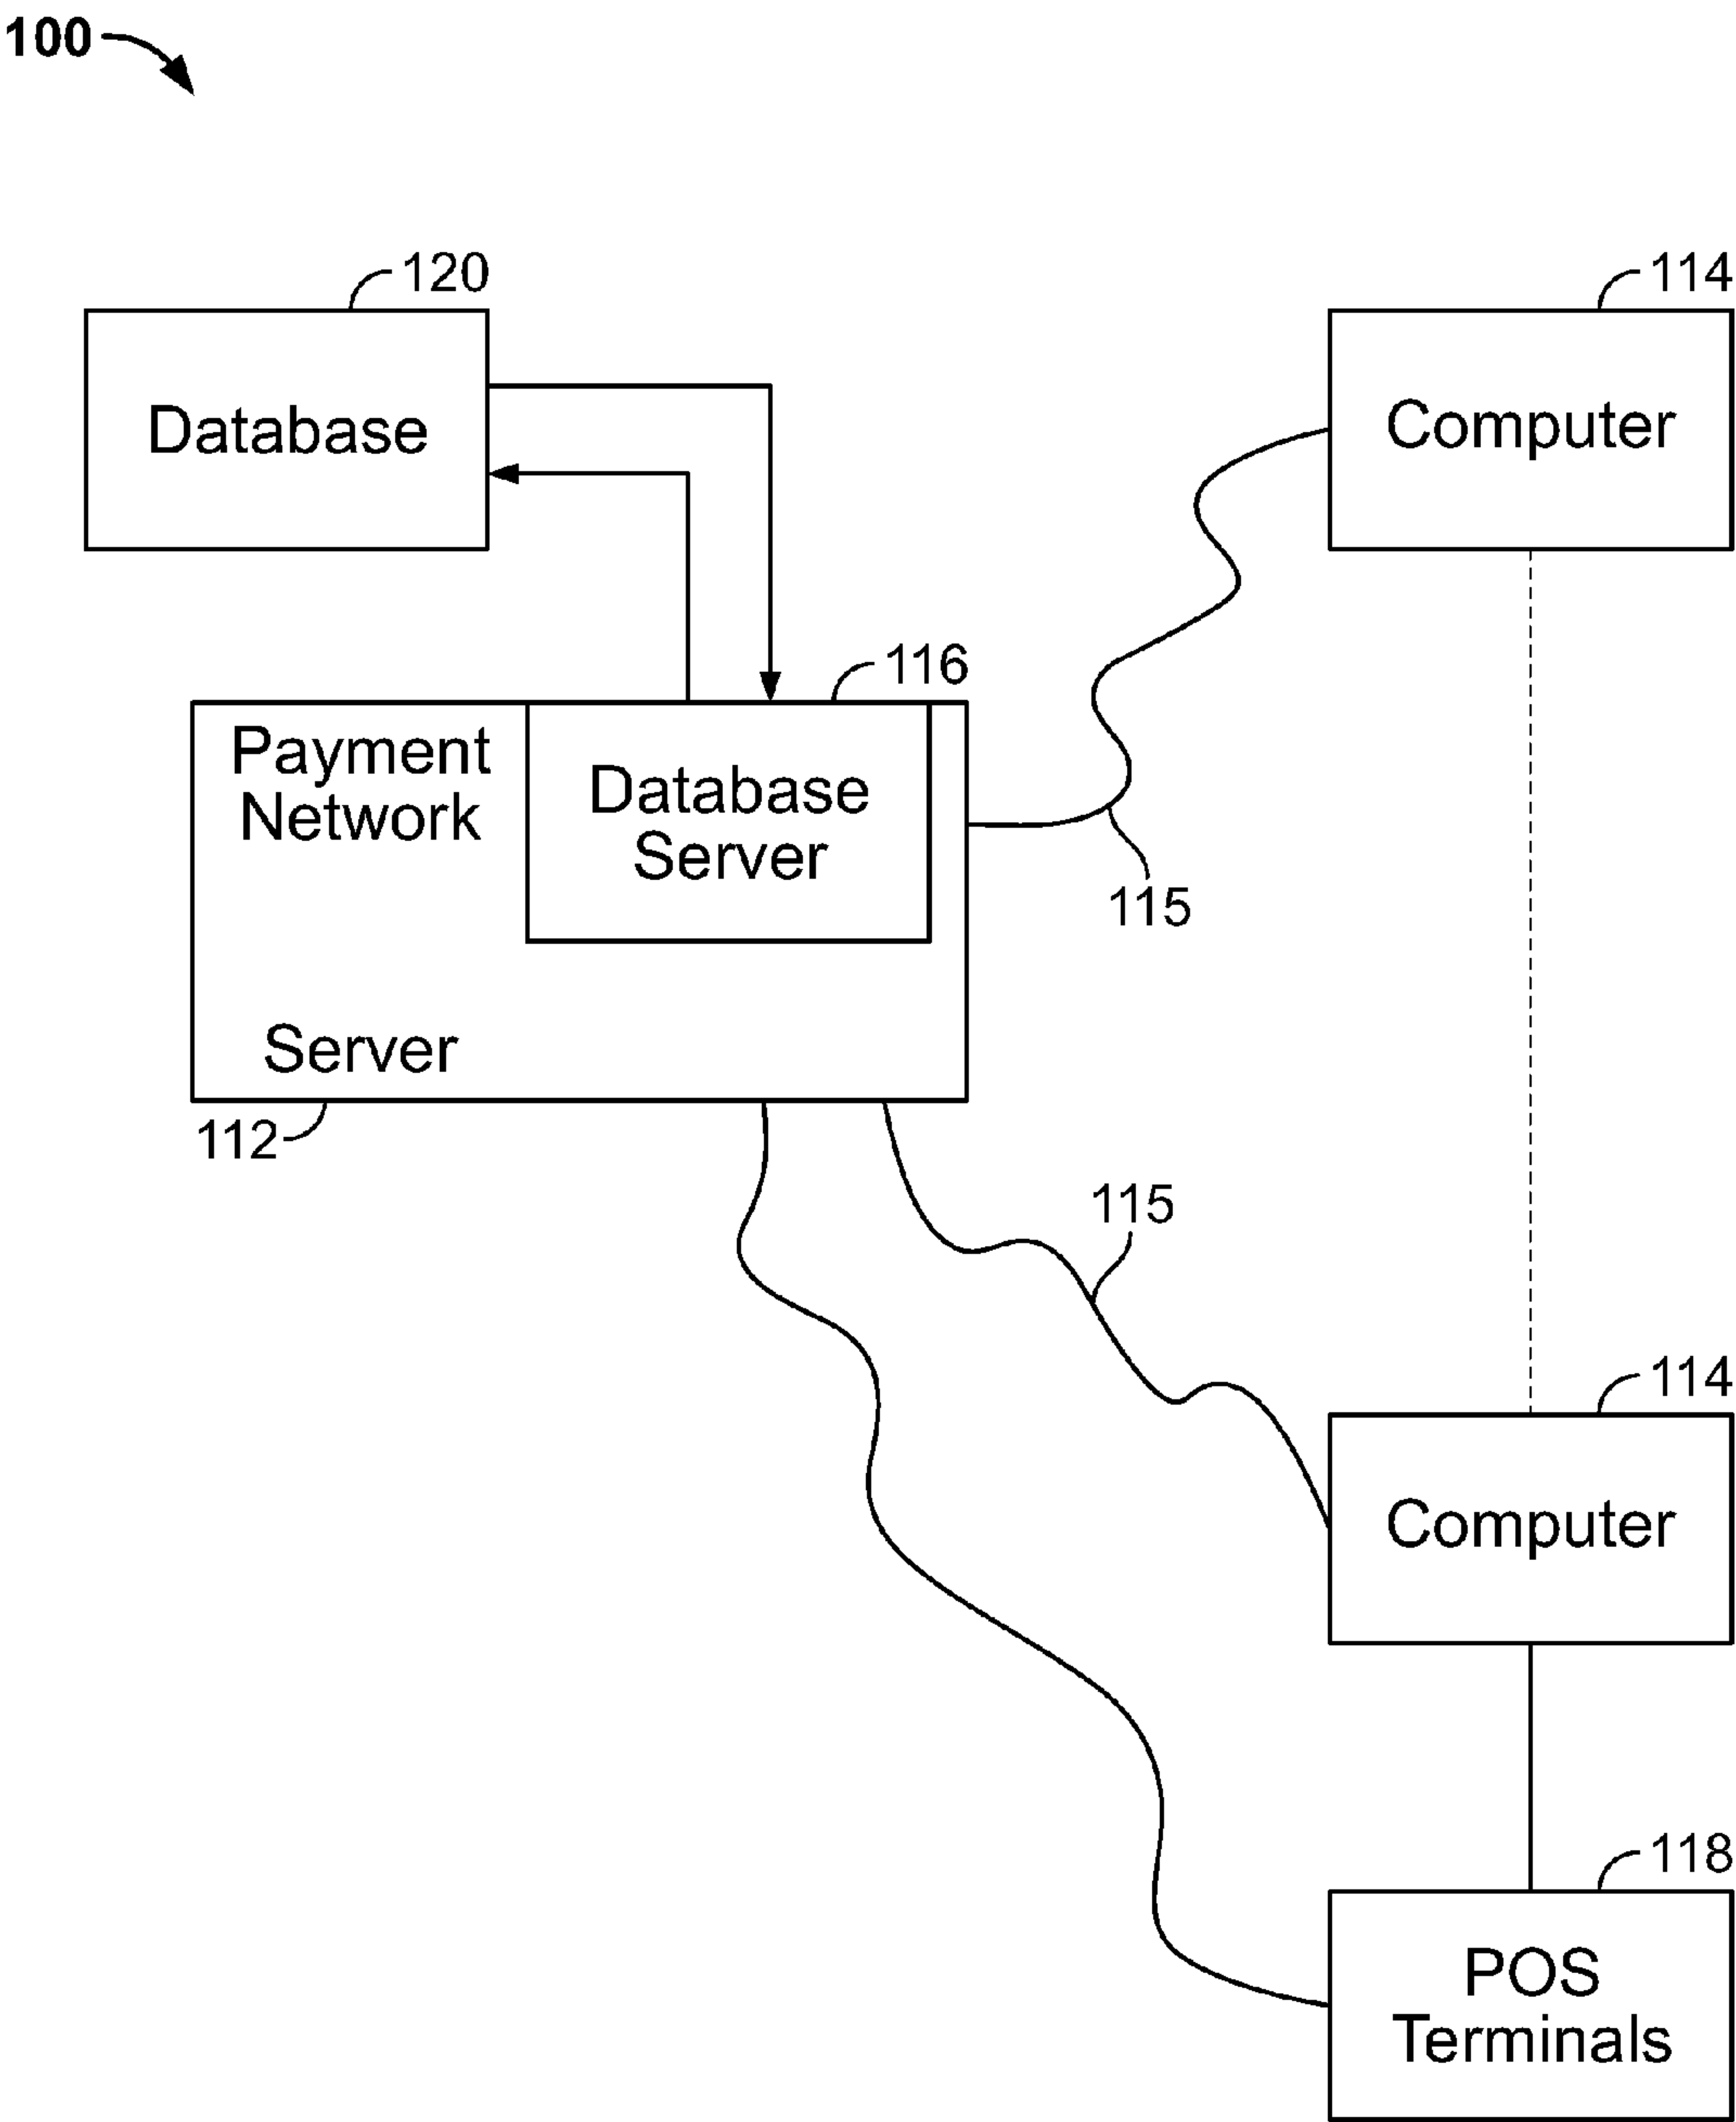 100
120
Database
114
Computer
116
Payment
Network
Database
Server
115
Server
112
115
114
Computer
118
POS
Terminals